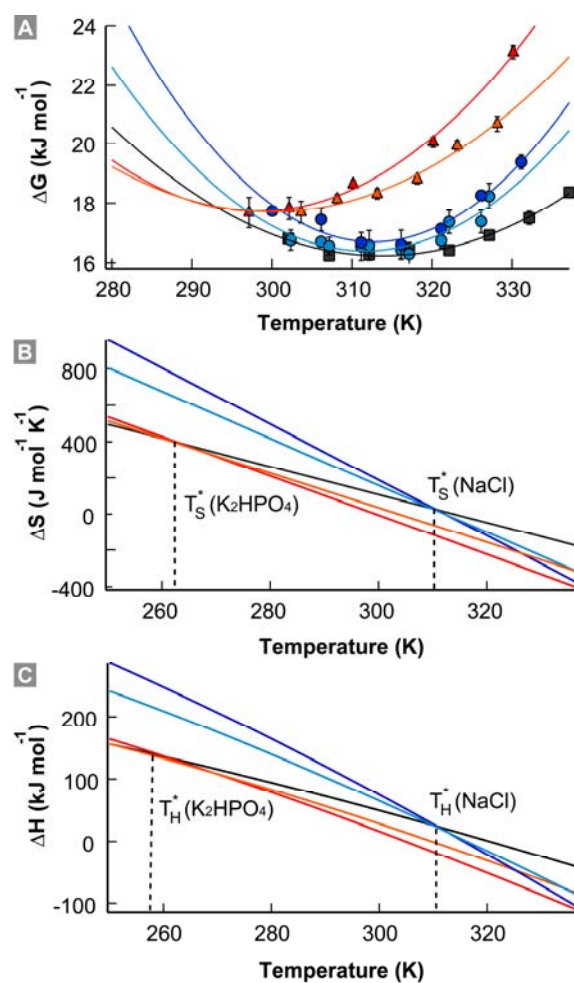 A
ΔG (kJ mol⁻¹)
24
22
20
18
16
280 290 300 310 320 330
Temperature (K)
B
ΔS (J mol⁻¹ K⁻¹)
800
400
0
-400
T*S (K2HPO4)
T*S (NaCl)
260 280 300 320
Temperature (K)
C
ΔH (kJ mol⁻¹)
200
100
0
-100
T*H (K2HPO4)
T-H (NaCl)
260 280 300 320
Temperature (K)